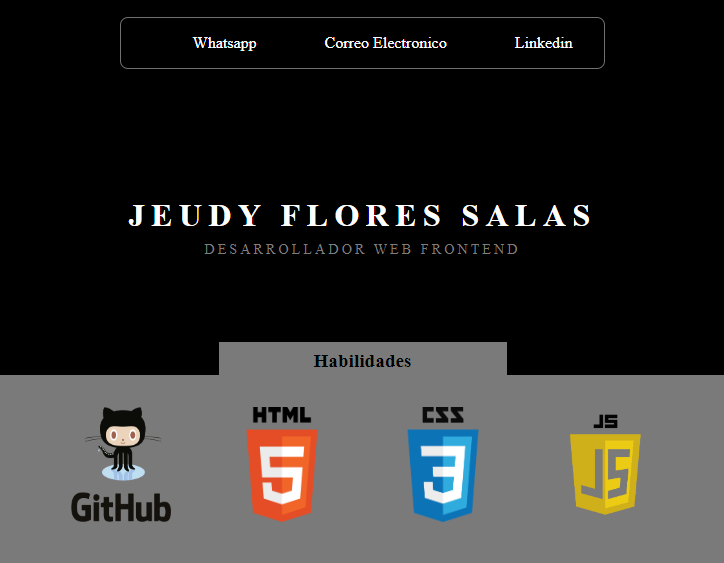 Whatsapp Correo Electronico Linkedin
JEUDY FLORES SALAS
DESARROLLADOR WEB FRONTEND
Habilidades
HTML CSS JS
5 3 JS
GitHub